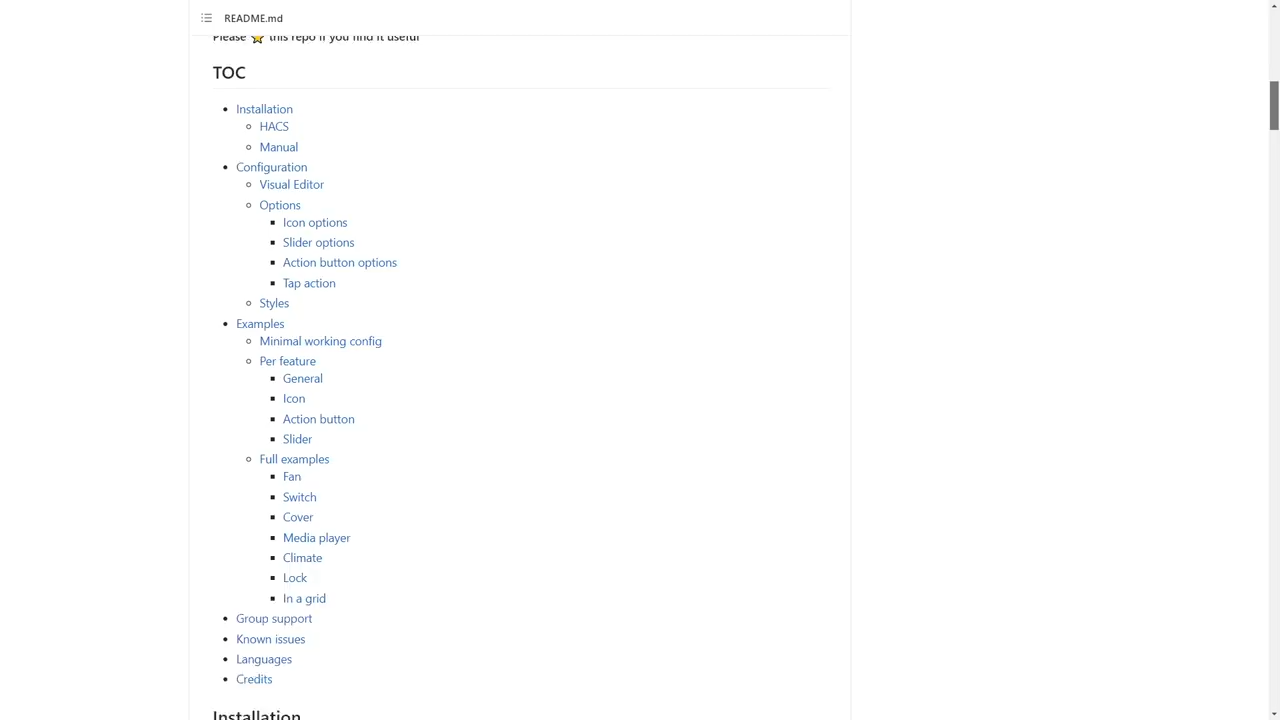 README.md
Please ⭐ this repo if you find it useful
TOC
Installation
HACS
Manual
Configuration
Visual Editor
Options
Icon options
Slider options
Action button options
Tap action
Styles
Examples
Minimal working config
Per feature
General
Icon
Action button
Slider
Full examples
Fan
Switch
Cover
Media player
Climate
Lock
In a grid
Group support
Known issues
Languages
Credits
Installation